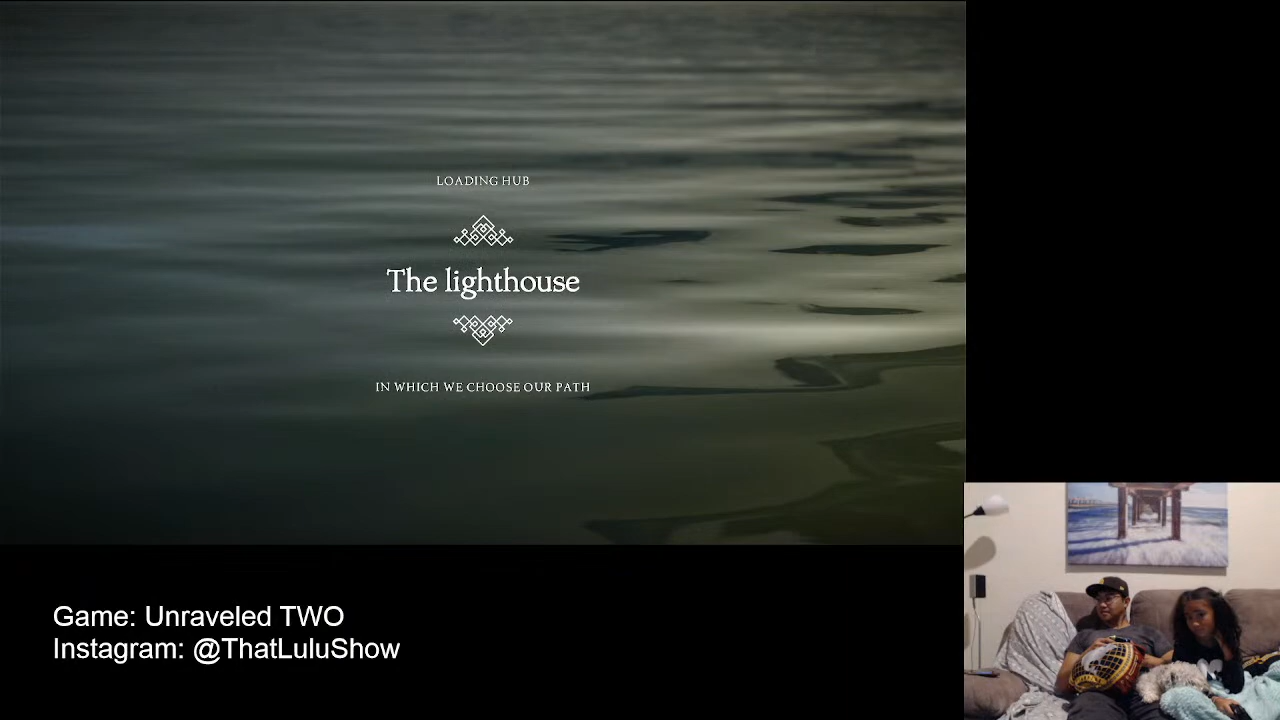 LOADING HUB
The lighthouse
IN WHICH WE CHOOSE OUR PATH
Game: Unraveled TWO
Instagram: @ThatLuluShow